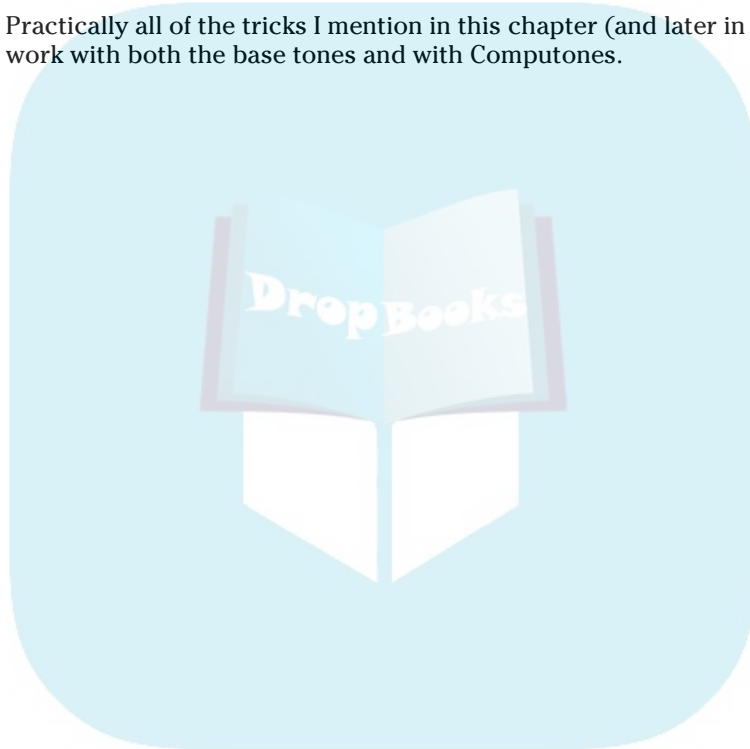 Practically all of the tricks I mention in this chapter (and later in
work with both the base tones and with Computones.
DropBooks